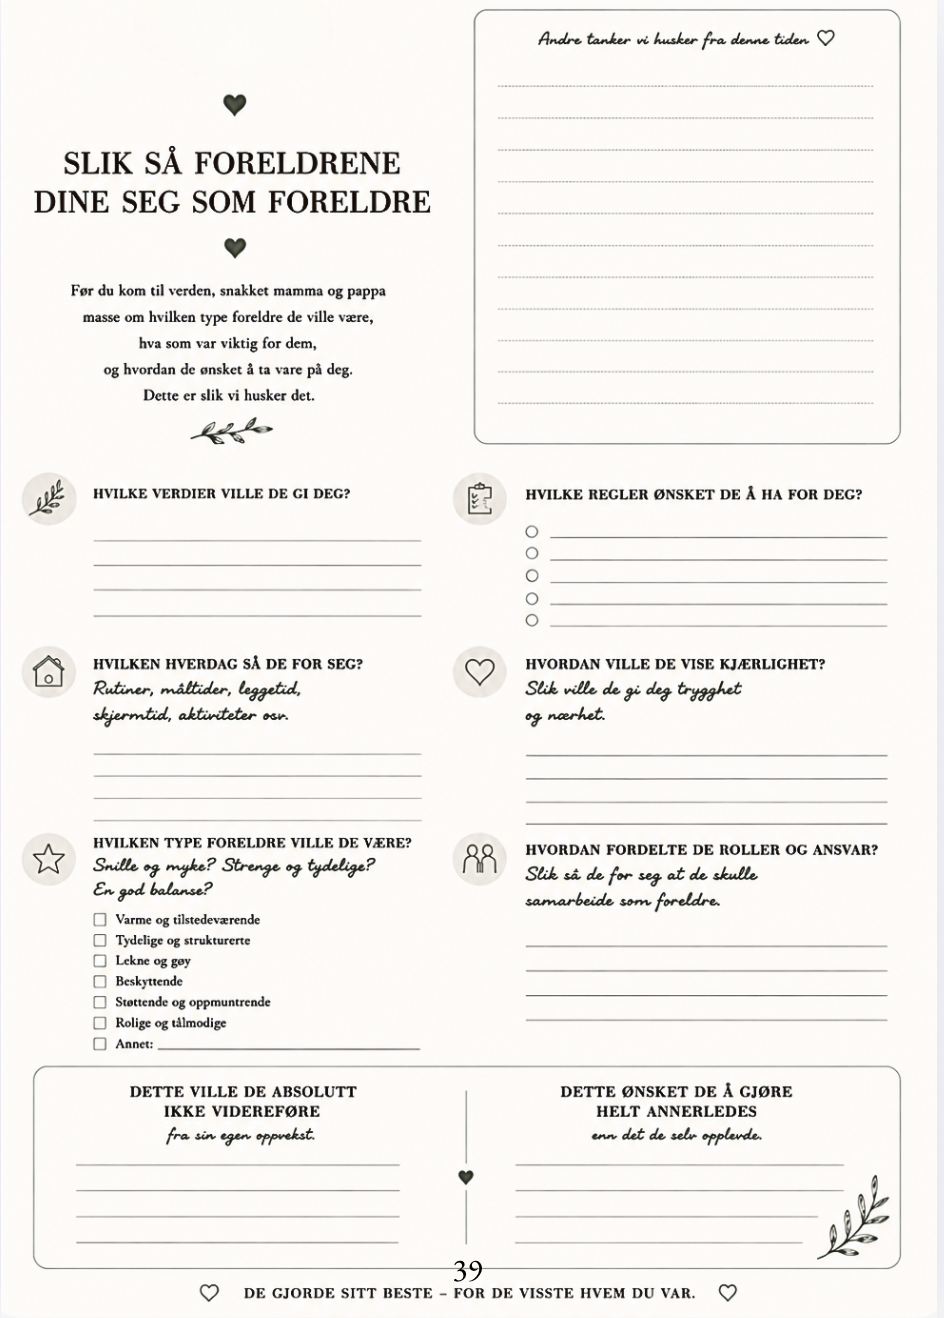 Andre tanker vi husker fra denne tiden
SLIK SÅ FORELDRENE
DINE SEG SOM FORELDRE
Før du kom til verden, snakket mamma og pappa
masse om hvilken type foreldre de ville være,
hva som var viktig for dem,
og hvordan de ønsket å ta vare på deg.
Dette er slik vi husker det.
HVILKE VERDIER VILLE DE GI DEG?
HVILKE REGLER ØNSKET DE Å HA FOR DEG?
HVILKEN HVERDAG SÅ DE FOR SEG?
Rutiner, måltider, leggetid,
skjermtid, aktiviteter osv.
HVORDAN VILLE DE VISE KJÆRLIGHET?
Slik ville de gi deg trygghet
og nærhet.
HVILKEN TYPE FORELDRE VILLE DE VÆRE?
Snille og myke? Strenge og tydelige?
En god balanse?
Varme og tilstedeværende
Tydelige og strukturerte
Lekne og gøy
Beskyttende
Støttende og oppmuntrende
Rolige og tålmodige
Annet:
HVORDAN FORDELTE DE ROLLER OG ANSVAR?
Slik så de for seg at de skulle
samarbeide som foreldre.
DETTE VILLE DE ABSOLUTT
IKKE VIDEREFØRE
fra sin egen oppvekst.
DETTE ØNSKET DE Å GJØRE
HELT ANNERLEDES
enn det de selv opplevde.
39
DE GJORDE SITT BESTE – FOR DE VISSTE HVEM DU VAR.